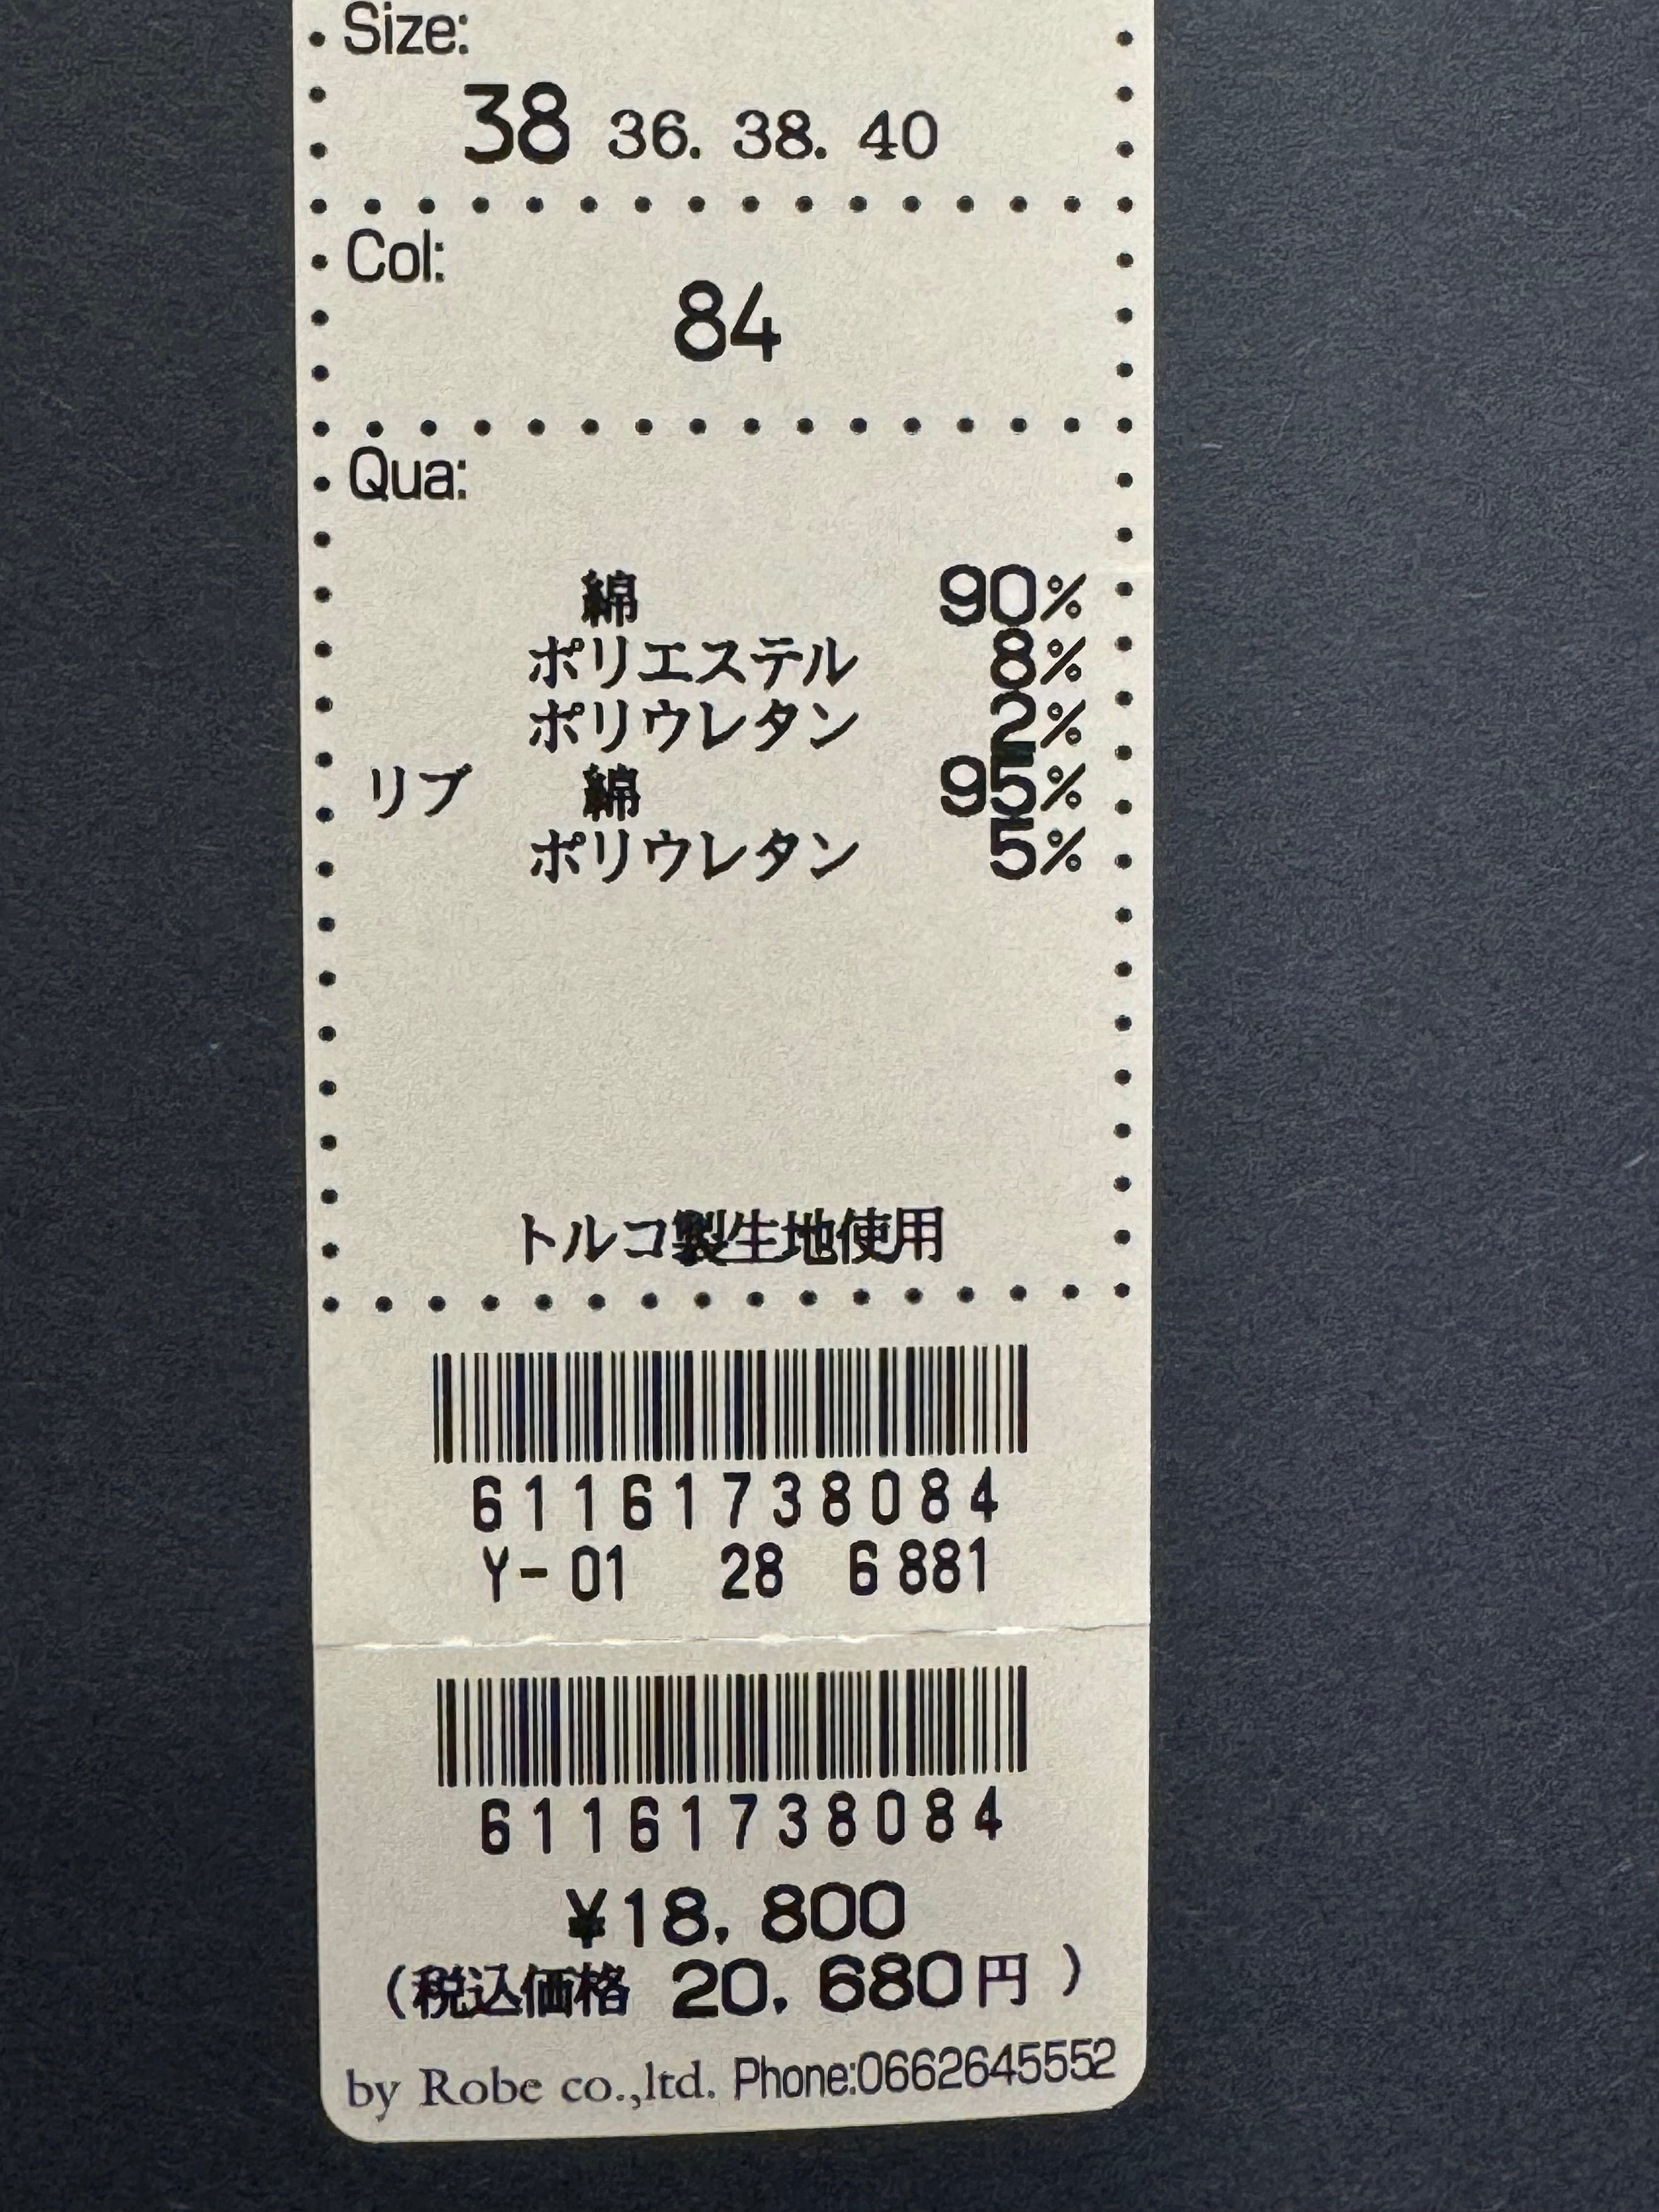 Size:
38 36. 38. 40
Col:
84
Qua:
綿 90%
ポリエステル 8%
ポリウレタン 2%
リブ 綿 95%
ポリウレタン 5%
トルコ製生地使用
61161738084
Y-01 28 6881
61161738084
¥18,800
(税込価格 20,680円)
by Robe co.,ltd. Phone:0662645552